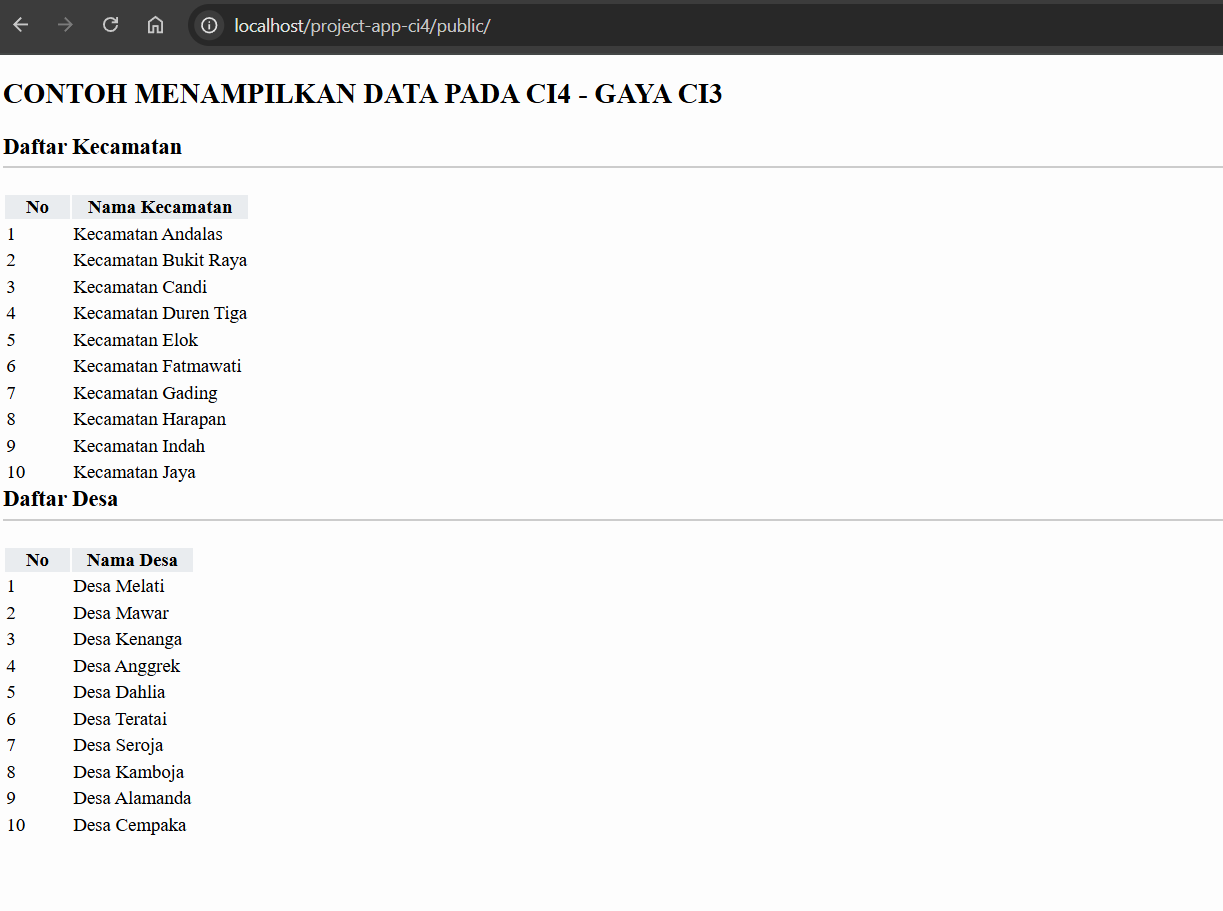 localhost/project-app-ci4/public/
CONTOH MENAMPILKAN DATA PADA CI4 - GAYA CI3
Daftar Kecamatan
No Nama Kecamatan
1 Kecamatan Andalas
2 Kecamatan Bukit Raya
3 Kecamatan Candi
4 Kecamatan Duren Tiga
5 Kecamatan Elok
6 Kecamatan Fatmawati
7 Kecamatan Gading
8 Kecamatan Harapan
9 Kecamatan Indah
10 Kecamatan Jaya
Daftar Desa
No Nama Desa
1 Desa Melati
2 Desa Mawar
3 Desa Kenanga
4 Desa Anggrek
5 Desa Dahlia
6 Desa Teratai
7 Desa Seroja
8 Desa Kamboja
9 Desa Alamanda
10 Desa Cempaka